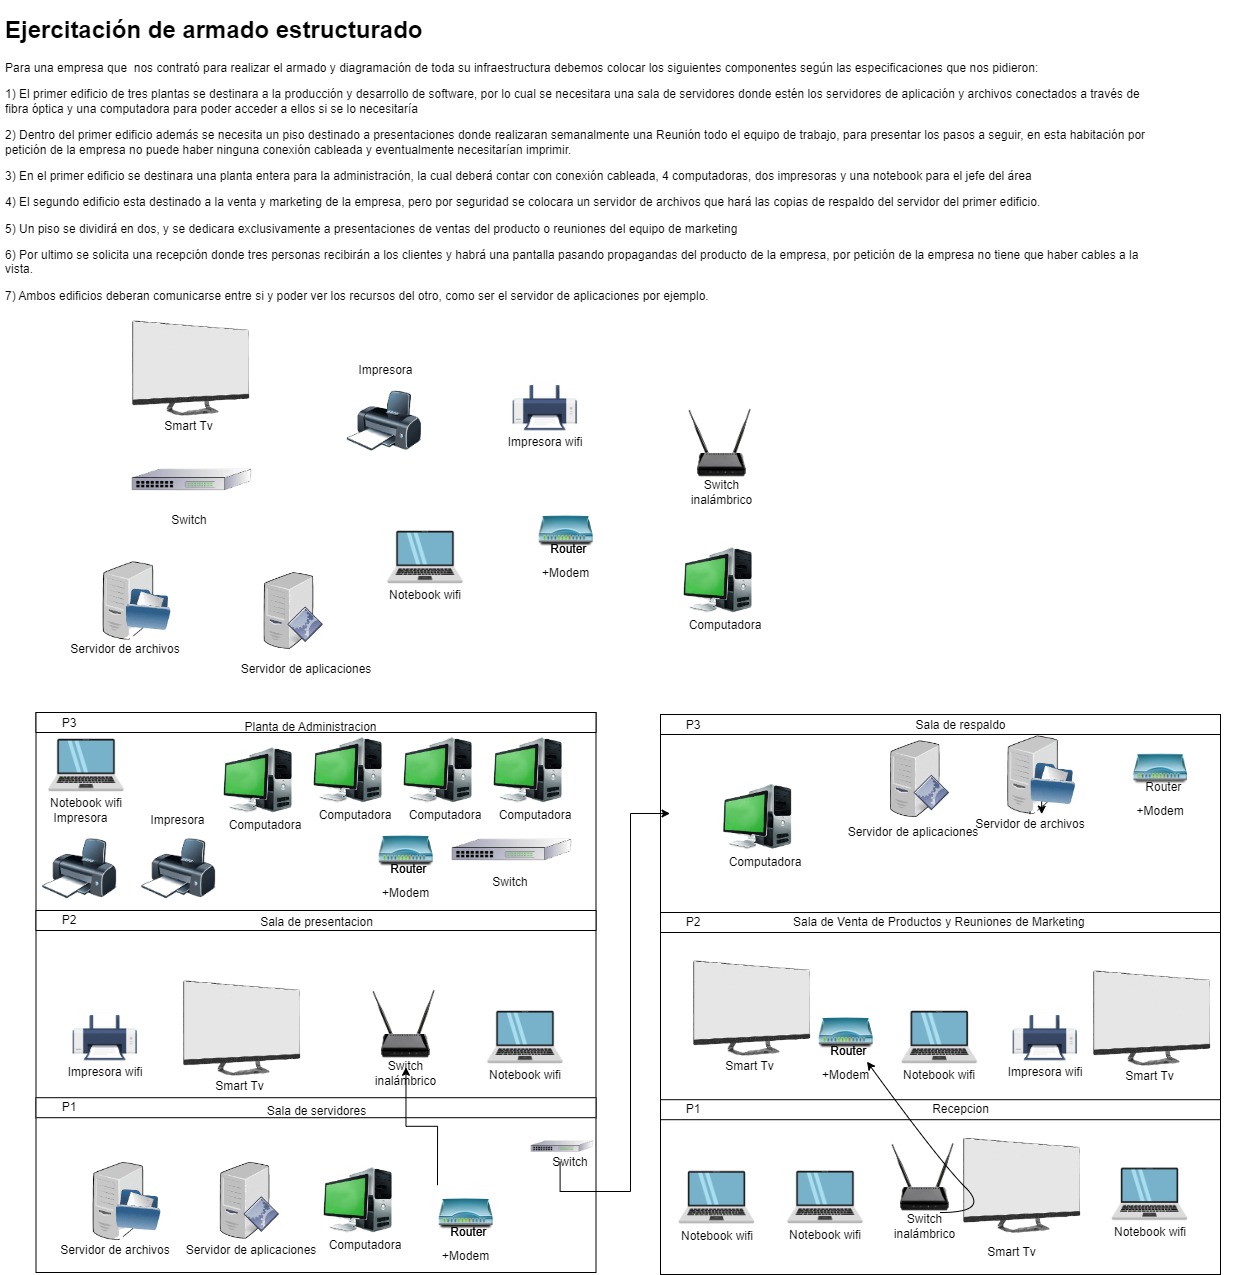 Ejercitación de armado estructurado
Para una empresa que  nos contrató para realizar el armado y diagramación de toda su infraestructura debemos colocar los siguientes componentes según las especificaciones que nos pidieron:
1) El primer edificio de tres plantas se destinara a la producción y desarrollo de software, por lo cual se necesitara una sala de servidores donde estén los servidores de aplicación y archivos conectados a través de
fibra óptica y una computadora para poder acceder a ellos si se lo necesitaría
2) Dentro del primer edificio además se necesita un piso destinado a presentaciones donde realizaran semanalmente una Reunión todo el equipo de trabajo, para presentar los pasos a seguir, en esta habitación por
petición de la empresa no puede haber ninguna conexión cableada y eventualmente necesitarían imprimir.
3) En el primer edificio se destinara una planta entera para la administración, la cual deberá contar con conexión cableada, 4 computadoras, dos impresoras y una notebook para el jefe del área
4) El segundo edificio esta destinado a la venta y marketing de la empresa, pero por seguridad se colocara un servidor de archivos que hará las copias de respaldo del servidor del primer edificio.
5) Un piso se dividirá en dos, y se dedicara exclusivamente a presentaciones de ventas del producto o reuniones del equipo de marketing
6) Por ultimo se solicita una recepción donde tres personas recibirán a los clientes y habrá una pantalla pasando propagandas del producto de la empresa, por petición de la empresa no tiene que haber cables a la
vista.
7) Ambos edificios deberan comunicarse entre si y poder ver los recursos del otro, como ser el servidor de aplicaciones por ejemplo.
Impresora
Smart Tv
Impresora wifi
Switch
inalámbrico
Switch
Router
+Modem
Notebook wifi
Computadora
Servidor de archivos
Servidor de aplicaciones
P3
Planta de Administracion
Notebook wifi
Impresora
Impresora
Computadora
Computadora
Computadora
Computadora
Router
+Modem
Switch
P2
Sala de presentacion
Impresora wifi
Smart Tv
Switch
inalámbrico
Notebook wifi
P1
Sala de servidores
Switch
Servidor de archivos
Servidor de aplicaciones
Computadora
Router
+Modem
P3
Sala de respaldo
Computadora
Servidor de aplicaciones
Servidor de archivos
Router
+Modem
P2
Sala de Venta de Productos y Reuniones de Marketing
Smart Tv
Router
+Modem
Notebook wifi
Impresora wifi
Smart Tv
P1
Recepcion
Notebook wifi
Notebook wifi
Switch
inalámbrico
Smart Tv
Notebook wifi